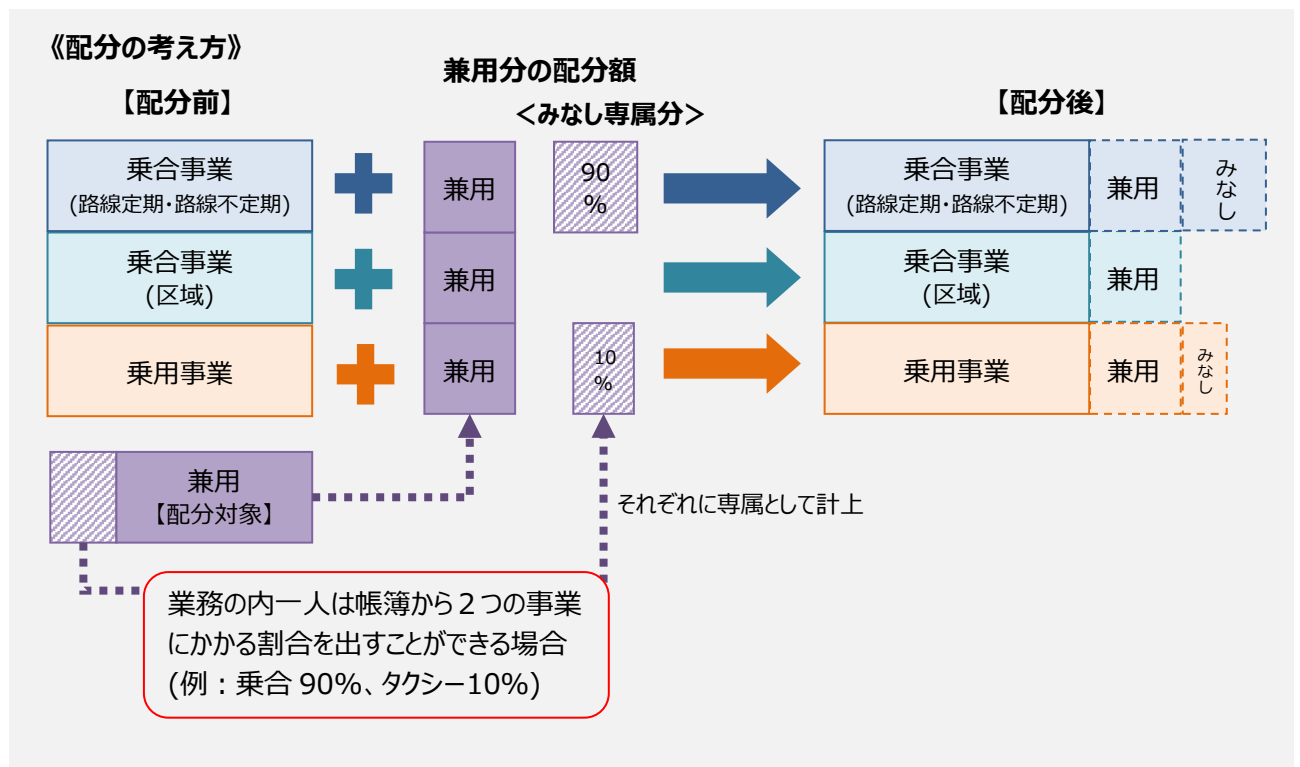 《配分の考え方》
兼用分の配分額
【配分前】
＜みなし専属分＞
【配分後】
乗合事業
(路線定期・路線不定期)
兼用
90
%
乗合事業
(路線定期・路線不定期)
兼用
みなし
乗合事業
(区域)
兼用
乗合事業
(区域)
兼用
乗用事業
兼用
10
%
乗用事業
兼用
みなし
兼用
【配分対象】
それぞれに専属として計上
業務の内一人は帳簿から２つの事業
にかかる割合を出すことができる場合
(例：乗合 90%、タクシー10%)